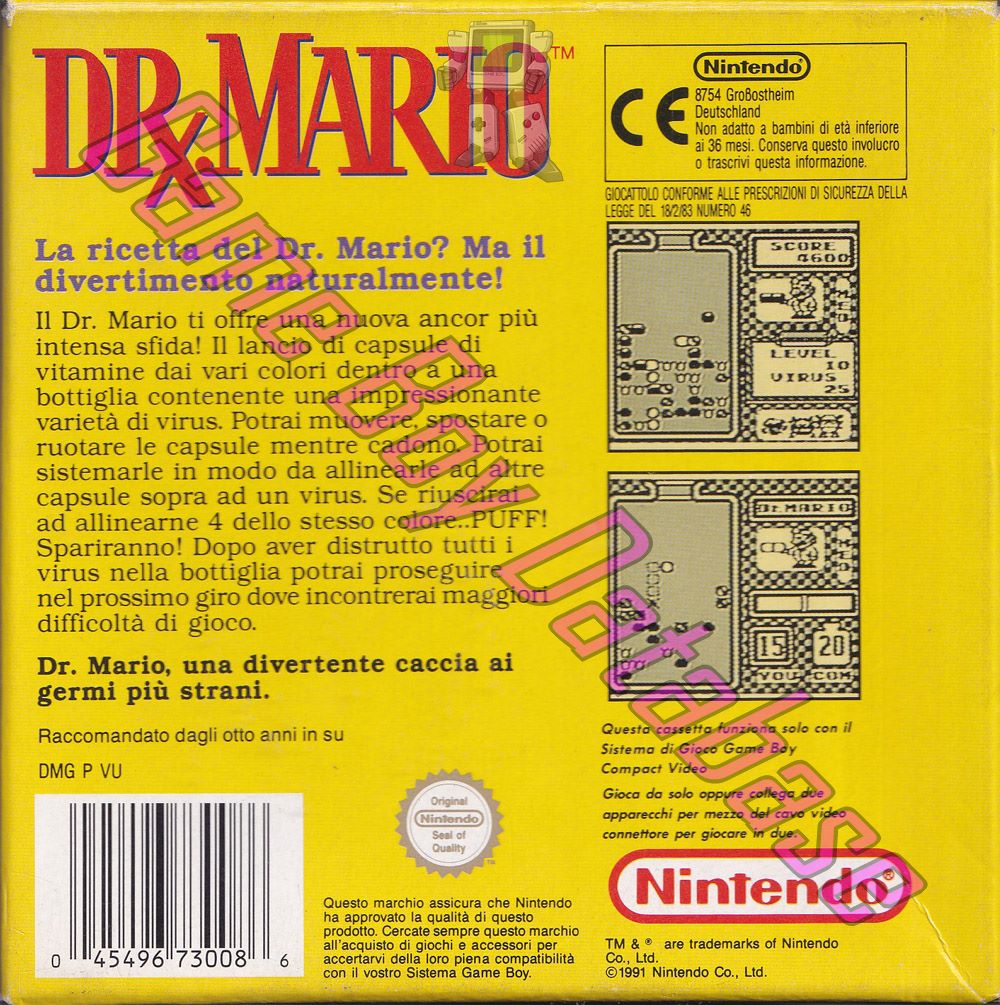 DR. MARIO™
La ricetta del Dr. Mario? Ma il
divertimento naturalmente!
Il Dr. Mario ti offre una nuova ancor più
intensa sfida! Il lancio di capsule di
vitamine dai vari colori dentro a una
bottiglia contenente una impressionante
varietà di virus. Potrai muovere, spostare o
ruotare le capsule mentre cadono. Potrai
sistemarle in modo da allinearle ad altre
capsule sopra ad un virus. Se riuscirai
ad allinearne 4 dello stesso colore..PUFF!
Spariranno! Dopo aver distrutto tutti i
virus nella bottiglia potrai proseguire
nel prossimo giro dove incontrerai maggiori
difficoltà di gioco.
Dr. Mario, una divertente caccia ai
germi più strani.
Raccomandato dagli otto anni in su
DMG P VU
0 45496 73008 6
Original
Nintendo
Seal of
Quality
TM
Questo marchio assicura che Nintendo
ha approvato la qualità di questo
prodotto. Cercate sempre questo marchio
all'acquisto di giochi e accessori per
accertarvi della loro piena compatibilità
con il vostro Sistema Game Boy.
CE
Nintendo®
8754 Großostheim
Deutschland
Non adatto a bambini di età inferiore
ai 36 mesi. Conserva questo involucro
o trascrivi questa informazione.
GIOCATTOLO CONFORME ALLE PRESCRIZIONI DI SICUREZZA DELLA
LEGGE DEL 18/2/83 NUMERO 46
SCORE
4600
LEVEL
10
VIRUS
25
Dr. MARIO
15 20
YOU COM
Questa cassetta funziona solo con il
Sistema di Gioco Game Boy
Compact Video
Gioca da solo oppure collega due
apparecchi per mezzo del cavo video
connettore per giocare in due.
Nintendo®
TM & ® are trademarks of Nintendo
Co., Ltd.
©1991 Nintendo Co., Ltd.
Game Boy Database